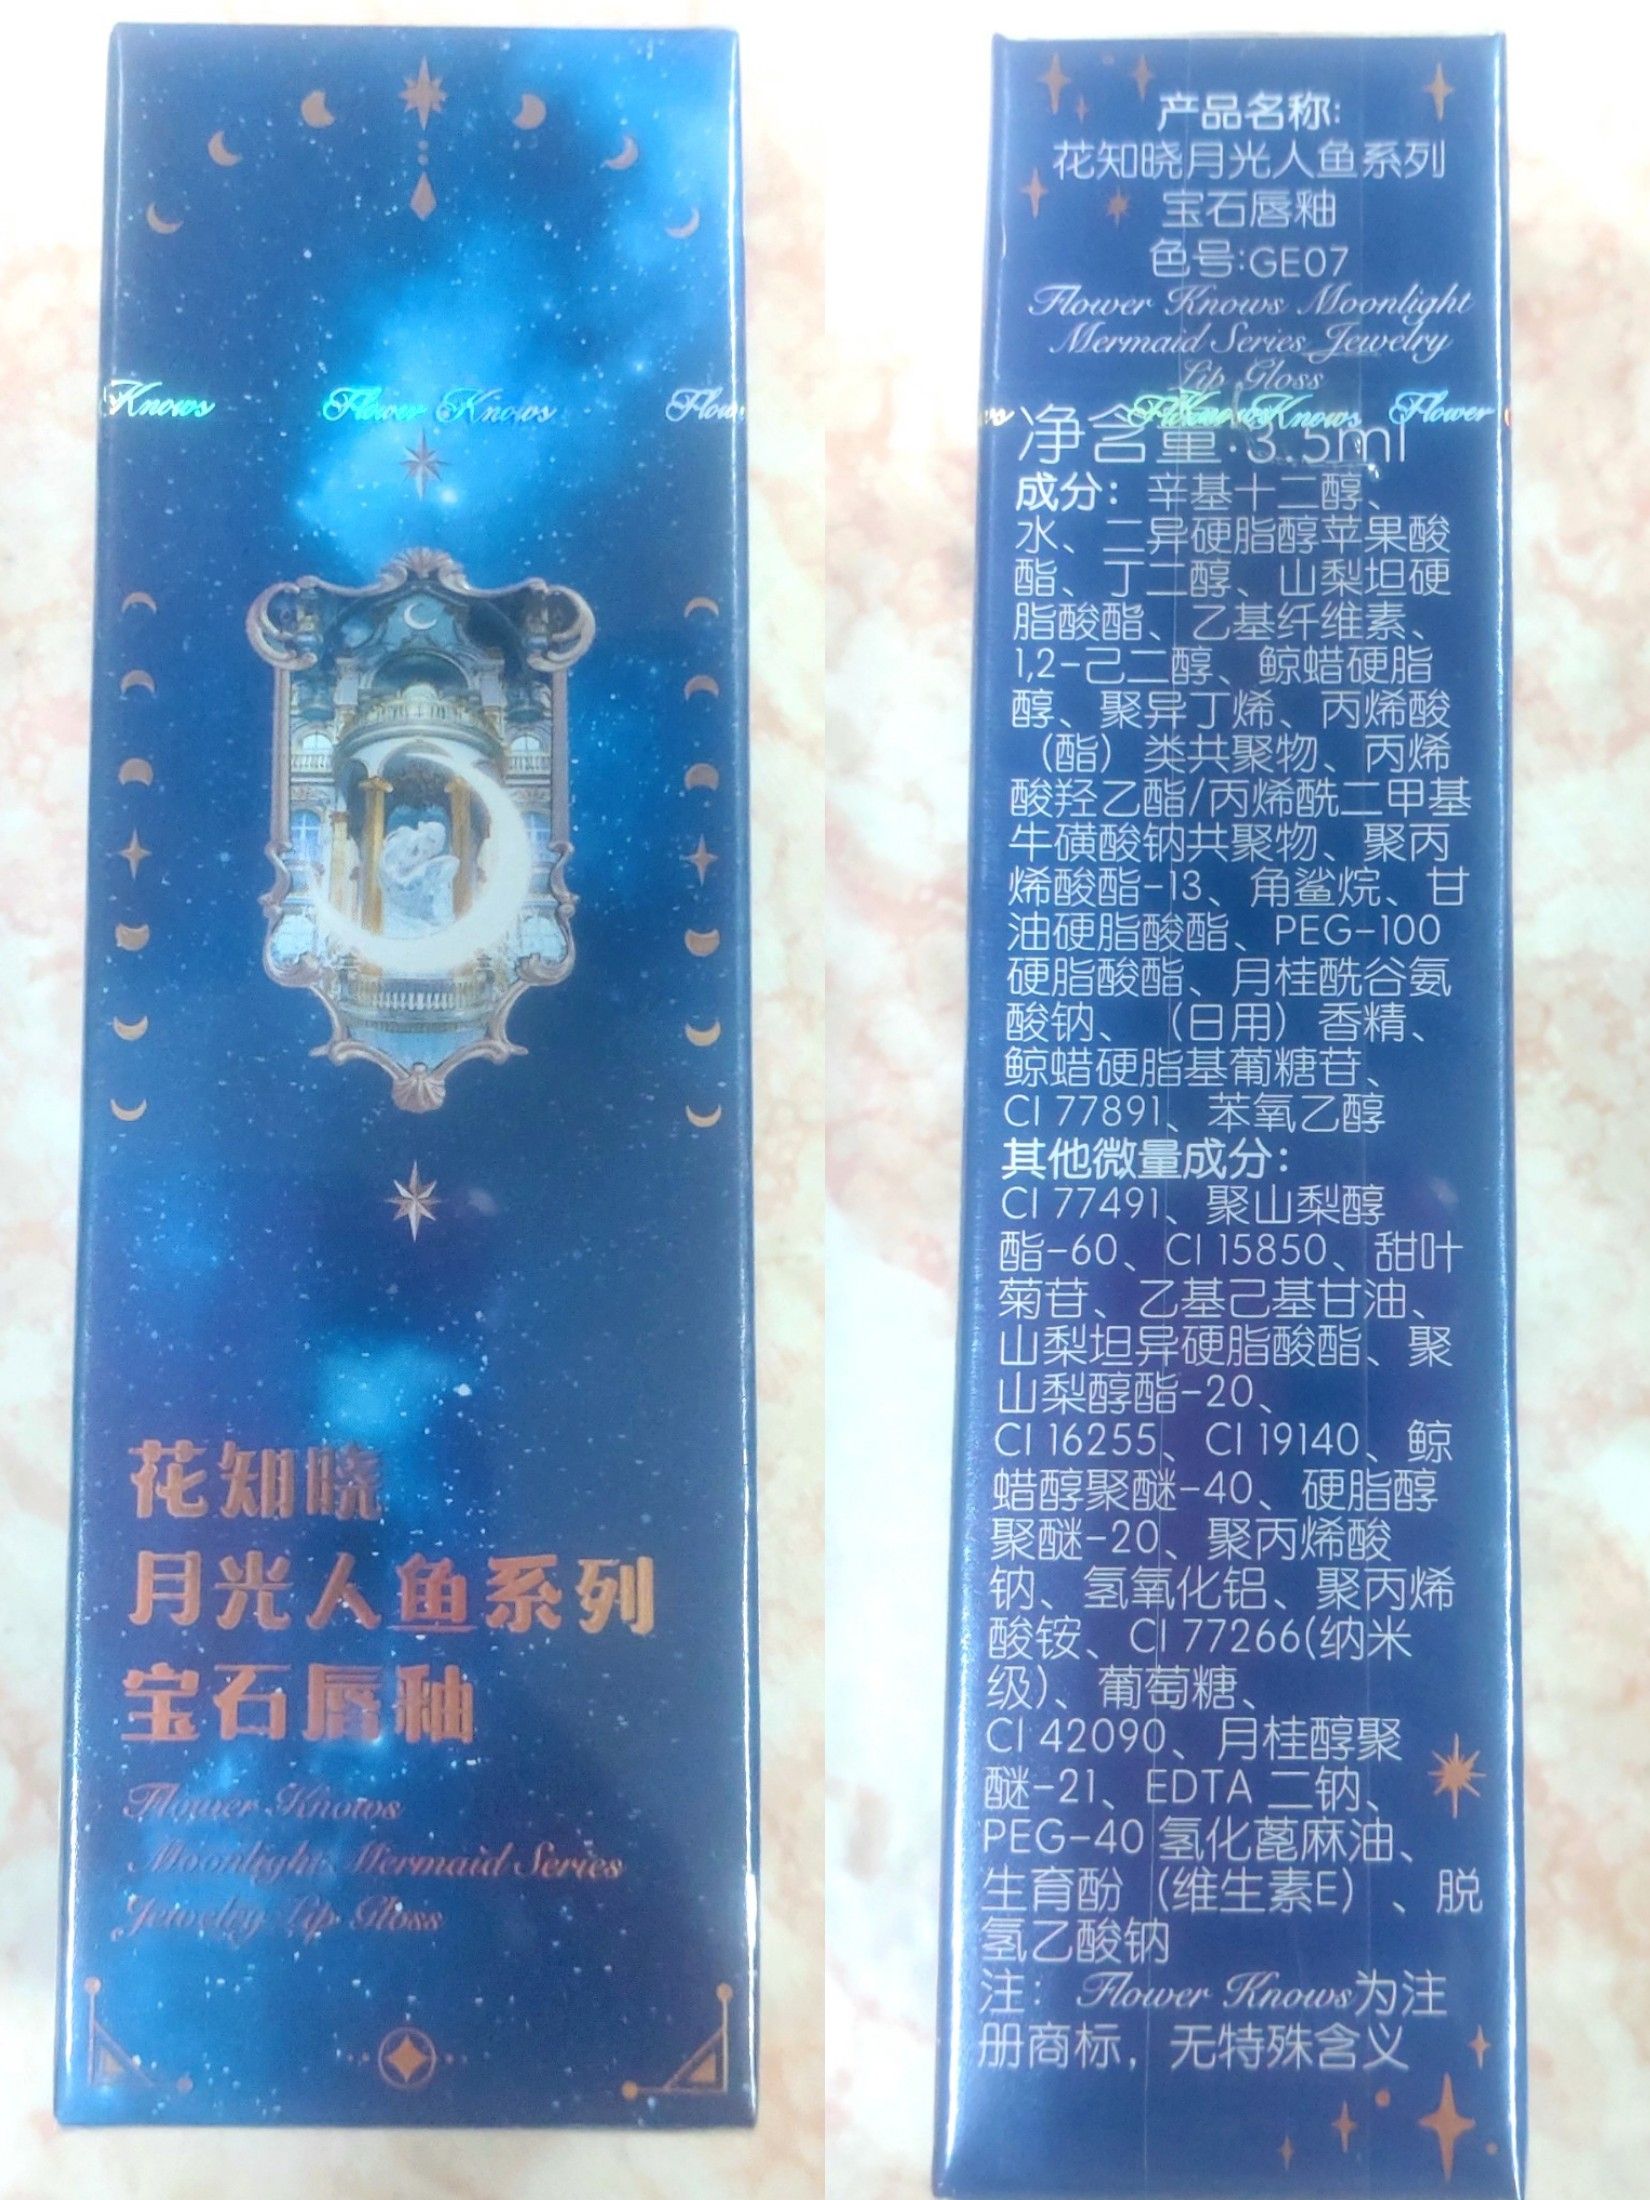 Knows Flower Knows Flow
花知晓
月光人鱼系列
宝石唇釉
Flower Knows
Moonlight Mermaid Series
Jewelry Lip Gloss
产品名称:
花知晓月光人鱼系列
宝石唇釉
色号:GE07
Flower Knows Moonlight
Mermaid Series Jewelry
Lip Gloss
Knows Flower
净含量:3.5ml
成分：辛基十二醇、
水、二异硬脂醇苹果酸
酯、丁二醇、山梨坦硬
脂酸酯、乙基纤维素、
1,2-己二醇、鲸蜡硬脂
醇、聚异丁烯、丙烯酸
（酯）类共聚物、丙烯
酸羟乙酯/丙烯酰二甲基
牛磺酸钠共聚物、聚丙
烯酸酯-13、角鲨烷、甘
油硬脂酸酯、PEG-100
硬脂酸酯、月桂酰谷氨
酸钠、（日用）香精、
鲸蜡硬脂基葡糖苷、
CI 77891、苯氧乙醇
其他微量成分：
CI 77491、聚山梨醇
酯-60、CI 15850、甜叶
菊苷、乙基己基甘油、
山梨坦异硬脂酸酯、聚
山梨醇酯-20、
CI 16255、CI 19140、鲸
蜡醇聚醚-40、硬脂醇
聚醚-20、聚丙烯酸
钠、氢氧化铝、聚丙烯
酸铵、CI 77266(纳米
级)、葡萄糖、
CI 42090、月桂醇聚
醚-21、EDTA 二钠、
PEG-40 氢化蓖麻油、
生育酚（维生素E）、脱
氢乙酸钠
注：Flower Knows为注
册商标，无特殊含义